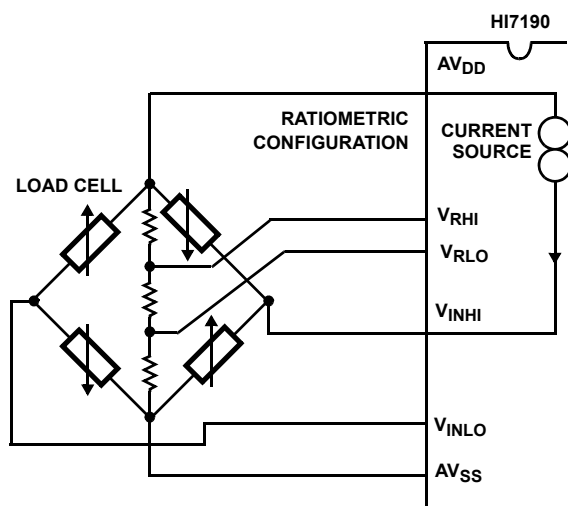 HI7190
AVDD
RATIOMETRIC
CONFIGURATION
CURRENT
SOURCE
LOAD CELL
VRHI
VRLO
VINHI
VINLO
AVSS